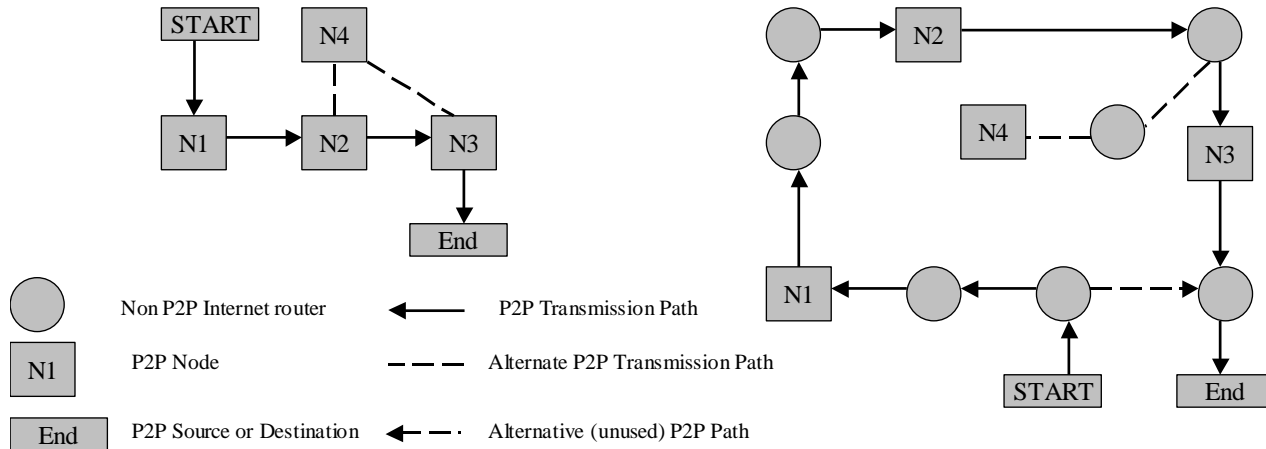 START
N4
N1
N2
N3
End
N2
N4
N3
N1
START
End
Non P2P Internet router
P2P Transmission Path
N1
P2P Node
Alternate P2P Transmission Path
End
P2P Source or Destination
Alternative (unused) P2P Path